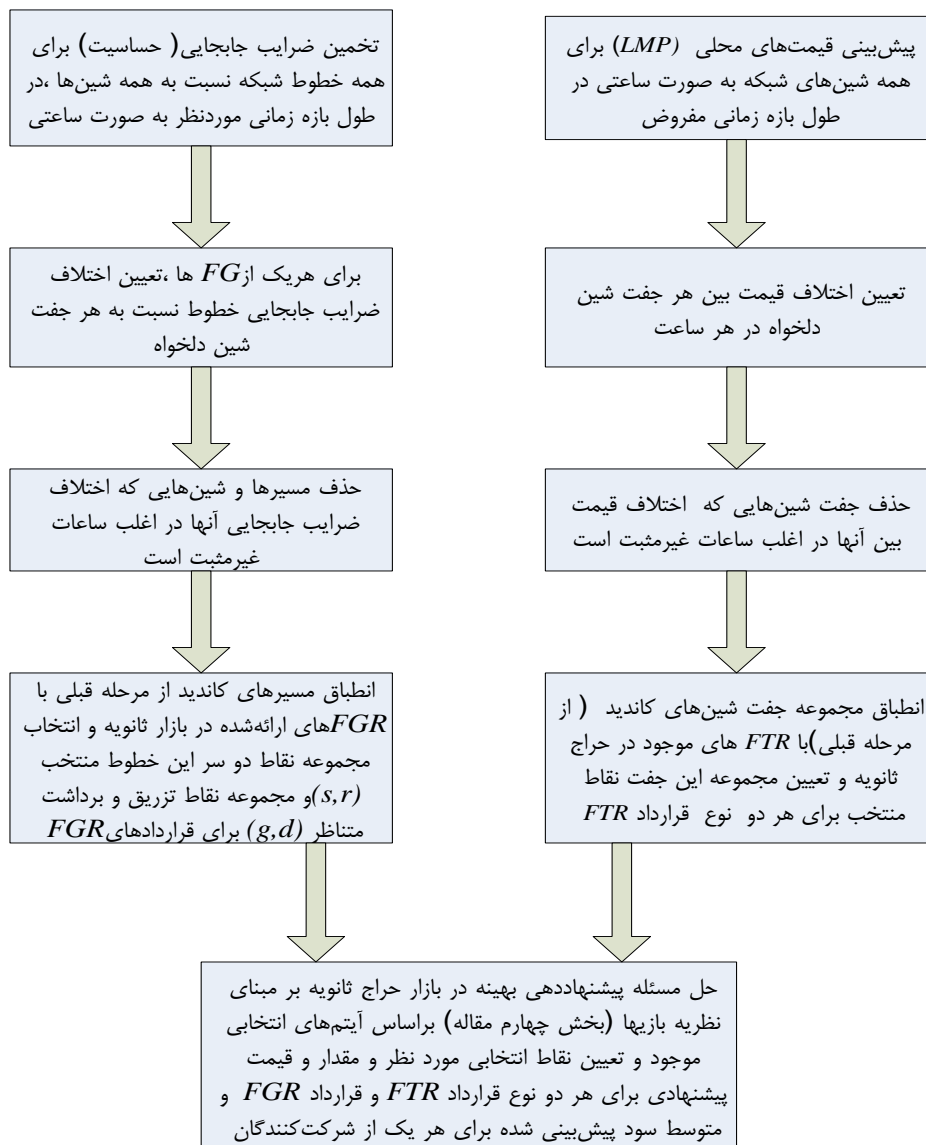 پیش‌بینی قیمت‌های محلی (LMP) برای
همه شین‌های شبکه به صورت ساعتی در
طول بازه زمانی مفروض
تعیین اختلاف قیمت بین هر جفت شین
دلخواه در هر ساعت
حذف جفت شین‌هایی که اختلاف قیمت
بین آنها در اغلب ساعات غیرمثبت است
انطباق مجموعه جفت شین‌های کاندید ( از
مرحله قبلی)با FTR های موجود در حراج
ثانویه و تعیین مجموعه این جفت نقاط
منتخب برای هر دو نوع قرارداد FTR
تخمین ضرایب جابجایی( حساسیت) برای
همه خطوط شبکه نسبت به همه شین‌ها ،در
طول بازه زمانی موردنظر به صورت ساعتی
برای هریک از FG ها ،تعیین اختلاف
ضرایب جابجایی خطوط نسبت به هر جفت
شین دلخواه
حذف مسیرها و شین‌هایی که اختلاف
ضرایب جابجایی آنها در اغلب ساعات
غیرمثبت است
انطباق مسیرهای کاندید از مرحله قبلی با
FGRهای ارائه‌شده در بازار ثانویه و انتخاب
مجموعه نقاط دو سر این خطوط منتخب
(s,r)و مجموعه نقاط تزریق و برداشت
متناظر (g,d) برای قراردادهای FGR
حل مسئله پیشنهاددهی بهینه در بازار حراج ثانویه بر مبنای
نظریه بازیها (بخش چهارم مقاله) براساس آیتم‌های انتخابی
موجود و تعیین نقاط انتخابی مورد نظر و مقدار و قیمت
پیشنهادی برای هر دو نوع قرارداد FTR و قرارداد FGR و
متوسط سود پیش‌بینی شده برای هر یک از شرکت‌کنندگان